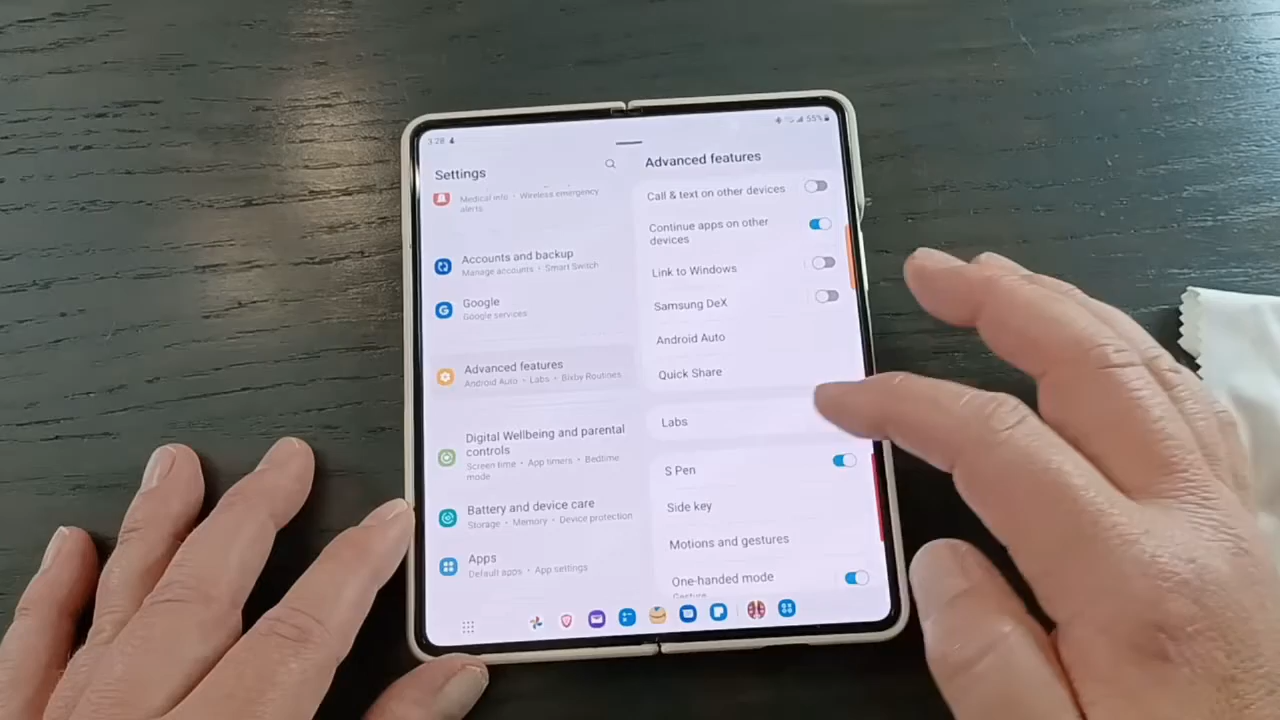 3:28
55%
Settings
Medical info • Wireless emergency
alerts
Accounts and backup
Manage accounts • Smart Switch
Google
Google services
Advanced features
Android Auto • Labs • Bixby Routines
Digital Wellbeing and parental
controls
Screen time • App timers • Bedtime
mode
Battery and device care
Storage • Memory • Device protection
Apps
Default apps • App settings
Advanced features
Call & text on other devices
Continue apps on other
devices
Link to Windows
Samsung DeX
Android Auto
Quick Share
Labs
S Pen
Side key
Motions and gestures
One-handed mode
Gesture